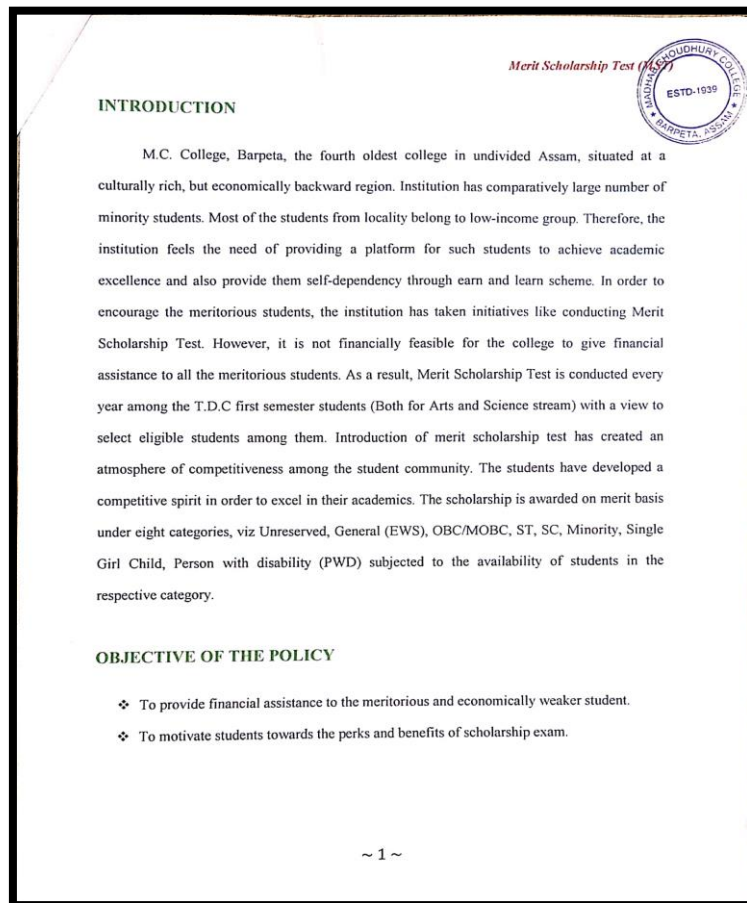 Merit Scholarship Test (MST)
MADHAB CHOUDHURY COLLEGE
ESTD-1939
★ BARPETA, ASSAM ★
INTRODUCTION
M.C. College, Barpeta, the fourth oldest college in undivided Assam, situated at a
culturally rich, but economically backward region. Institution has comparatively large number of
minority students. Most of the students from locality belong to low-income group. Therefore, the
institution feels the need of providing a platform for such students to achieve academic
excellence and also provide them self-dependency through earn and learn scheme. In order to
encourage the meritorious students, the institution has taken initiatives like conducting Merit
Scholarship Test. However, it is not financially feasible for the college to give financial
assistance to all the meritorious students. As a result, Merit Scholarship Test is conducted every
year among the T.D.C first semester students (Both for Arts and Science stream) with a view to
select eligible students among them. Introduction of merit scholarship test has created an
atmosphere of competitiveness among the student community. The students have developed a
competitive spirit in order to excel in their academics. The scholarship is awarded on merit basis
under eight categories, viz Unreserved, General (EWS), OBC/MOBC, ST, SC, Minority, Single
Girl Child, Person with disability (PWD) subjected to the availability of students in the
respective category.
OBJECTIVE OF THE POLICY
❖ To provide financial assistance to the meritorious and economically weaker student.
❖ To motivate students towards the perks and benefits of scholarship exam.
~ 1 ~